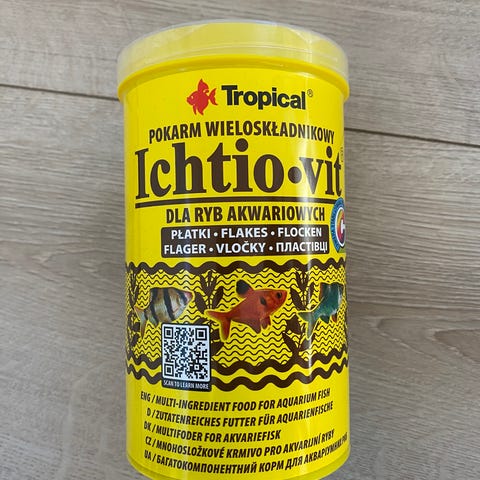 Tropical®
POKARM WIELOSKŁADNIKOWY
Ichtio•vit®
DLA RYB AKWARIOWYCH
PŁATKI • FLAKES • FLOCKEN
FLAGER • VLOČKY • ПЛАСТІВЦІ
SCAN TO LEARN MORE
ENG / MULTI-INGREDIENT FOOD FOR AQUARIUM FISH
D / ZUTATENREICHES FUTTER FÜR AQUARIENFISCHE
DK / MULTIFODER FOR AKVARIEFISK
CZ / MNOHOSLOŽKOVÉ KRMIVO PRO AKVARIJNÍ RYBY
UA / БАГАТОКОМПОНЕНТНИЙ КОРМ ДЛЯ АКВАРІУМНИХ РИБ